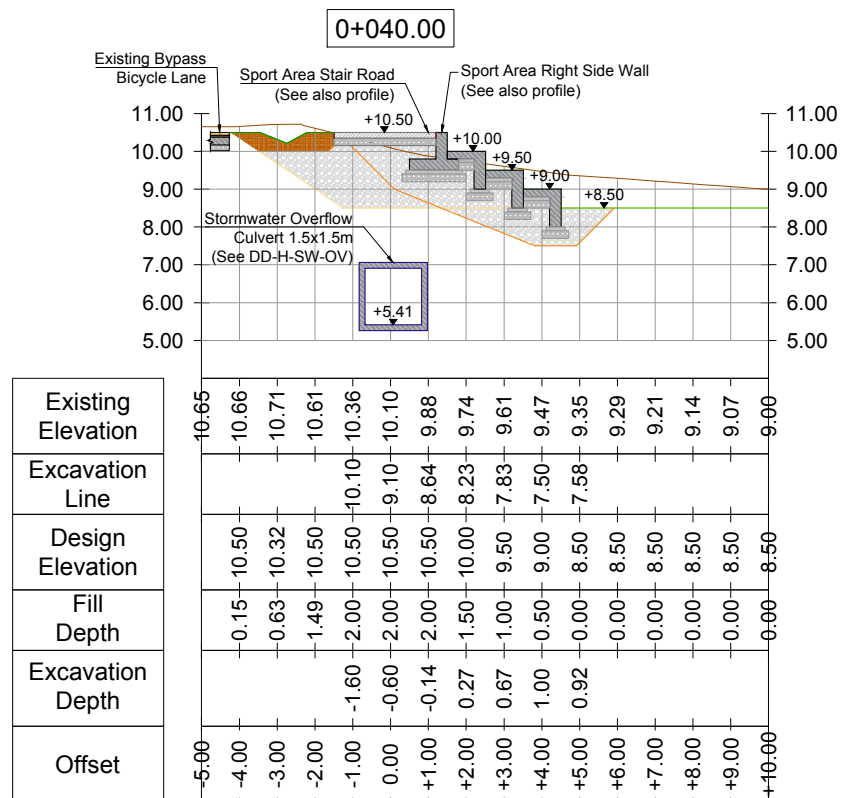 0+040.00
Existing Bypass
Bicycle Lane
Sport Area Stair Road
(See also profile)
Sport Area Right Side Wall
(See also profile)
11.00
10.00
9.00
8.00
7.00
6.00
5.00
+10.50
+10.00
+9.50
+9.00
+8.50
Stormwater Overflow
Culvert 1.5x1.5m
(See DD-H-SW-OV)
+5.41
11.00
10.00
9.00
8.00
7.00
6.00
5.00
Existing
Elevation
10.65 10.66 10.71 10.61 10.36 10.10 9.88 9.74 9.61 9.47 9.35 9.29 9.21 9.14 9.07 9.00
Excavation
Line
10.10 9.10 8.64 8.23 7.83 7.50 7.58
Design
Elevation
10.50 10.32 10.50 10.50 10.50 10.50 10.00 9.50 9.00 8.50 8.50 8.50 8.50 8.50 8.50
Fill
Depth
0.15 0.63 1.49 2.00 2.00 2.00 1.50 1.00 0.50 0.00 0.00 0.00 0.00 0.00 0.00
Excavation
Depth
-1.60 -0.60 -0.14 0.27 0.67 1.00 0.92
Offset
-5.00 -4.00 -3.00 -2.00 -1.00 0.00 +1.00 +2.00 +3.00 +4.00 +5.00 +6.00 +7.00 +8.00 +9.00 +10.00